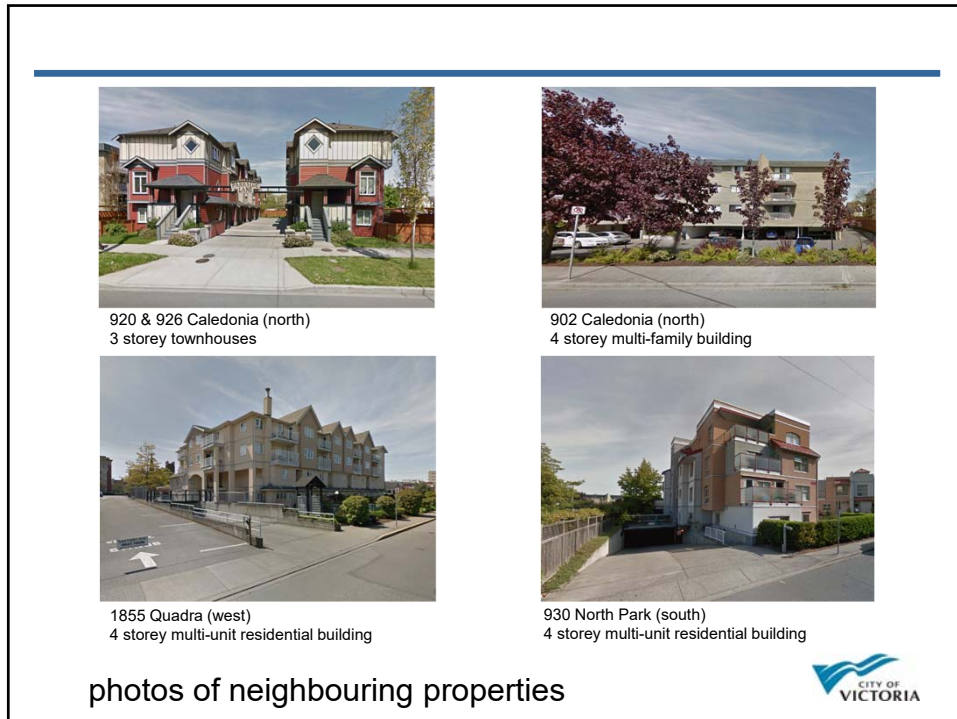 920 & 926 Caledonia (north)
3 storey townhouses
902 Caledonia (north)
4 storey multi-family building
1855 Quadra (west)
4 storey multi-unit residential building
930 North Park (south)
4 storey multi-unit residential building
photos of neighbouring properties
CITY OF
VICTORIA